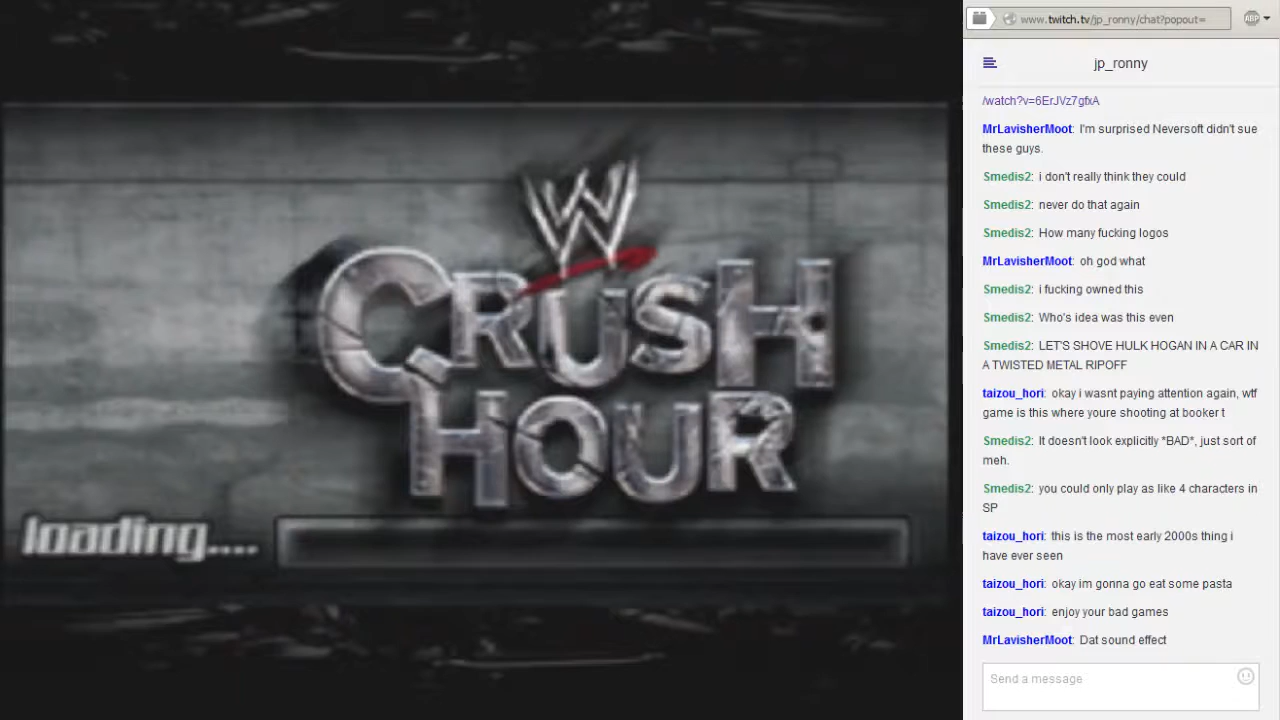 W
CRUSH
HOUR
loading....
ABP
www.twitch.tv/jp_ronny/chat?popout=
jp_ronny
/watch?v=6ErJVz7gfxA
MrLavisherMoot: I'm surprised Neversoft didn't sue
these guys.
Smedis2: i don't really think they could
Smedis2: never do that again
Smedis2: How many fucking logos
MrLavisherMoot: oh god what
Smedis2: i fucking owned this
Smedis2: Who's idea was this even
Smedis2: LET'S SHOVE HULK HOGAN IN A CAR IN
A TWISTED METAL RIPOFF
taizou_hori: okay i wasnt paying attention again, wtf
game is this where youre shooting at booker t
Smedis2: It doesn't look explicitly *BAD*, just sort of
meh.
Smedis2: you could only play as like 4 characters in
SP
taizou_hori: this is the most early 2000s thing i
have ever seen
taizou_hori: okay im gonna go eat some pasta
taizou_hori: enjoy your bad games
MrLavisherMoot: Dat sound effect
Send a message